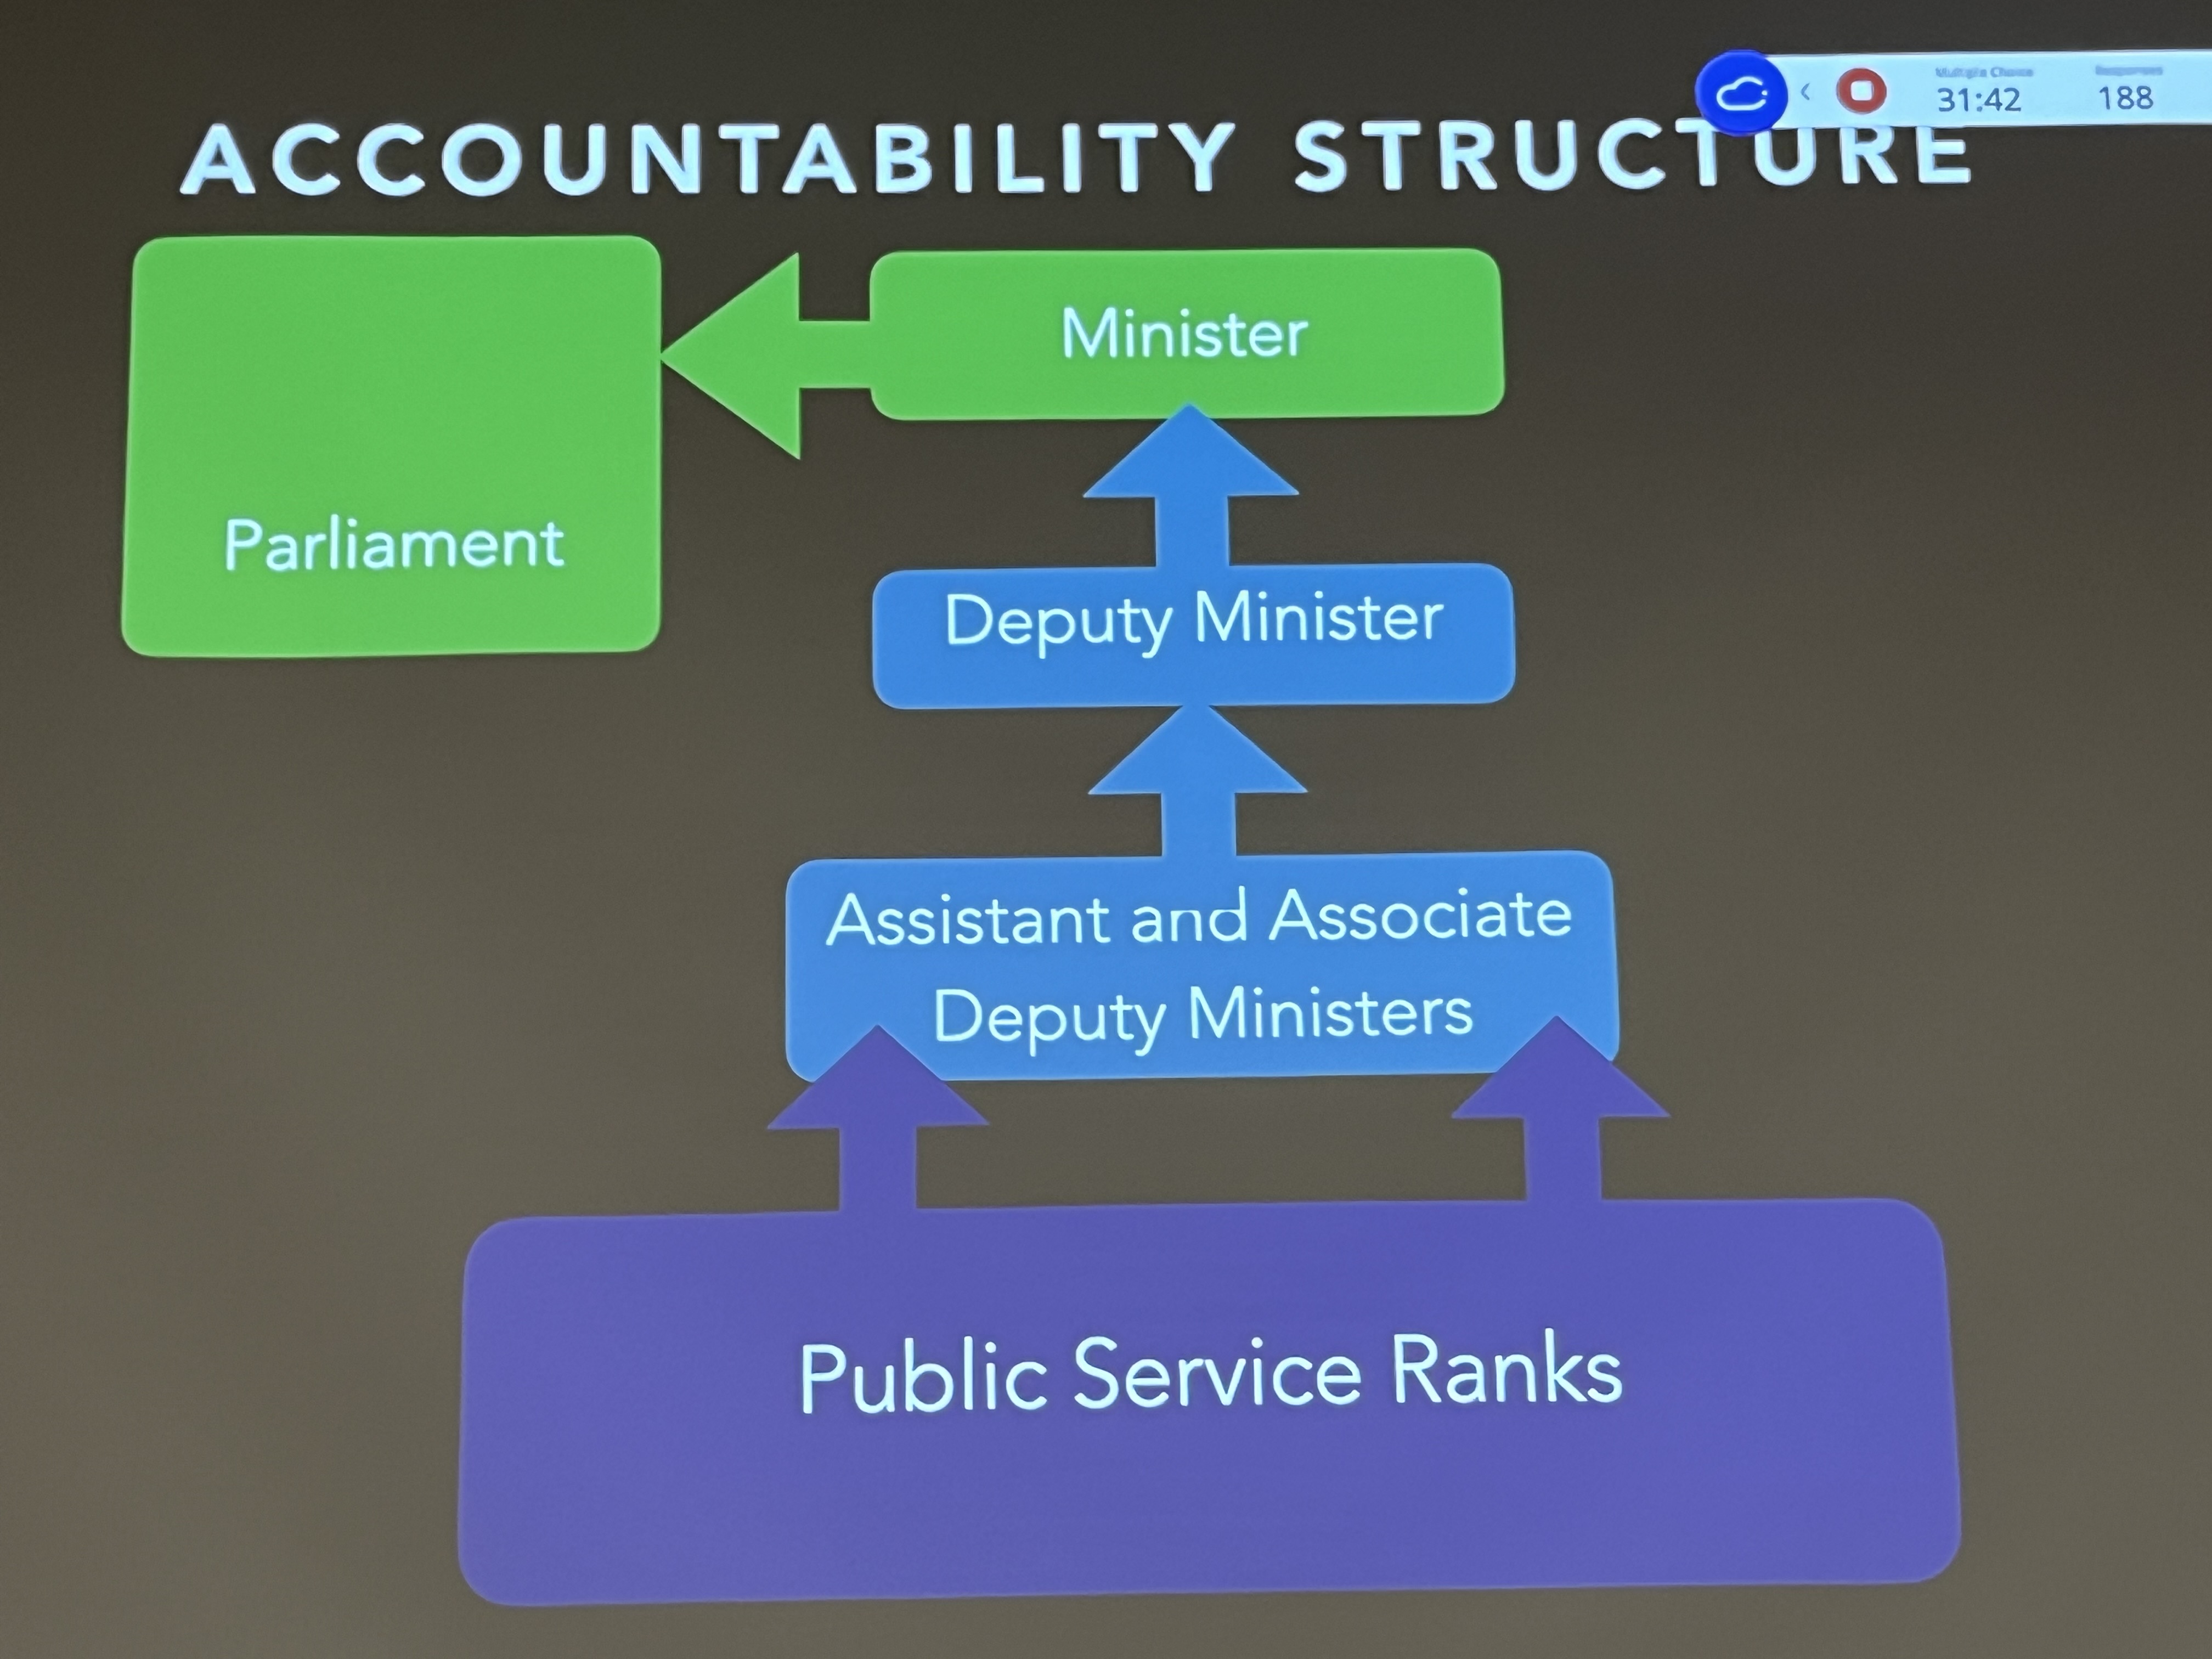 Multiple Choice
Responses
31:42
188
ACCOUNTABILITY STRUCTURE
Minister
Parliament
Deputy Minister
Assistant and Associate
Deputy Ministers
Public Service Ranks